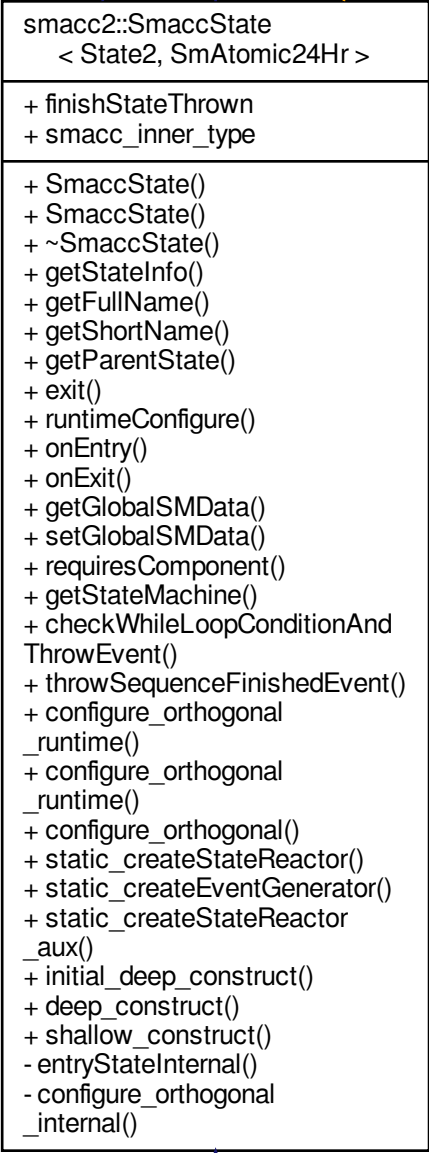 smacc2::SmaccState
< State2, SmAtomic24Hr >
+ finishStateThrown
+ smacc_inner_type
+ SmaccState()
+ SmaccState()
+ ~SmaccState()
+ getStateInfo()
+ getFullName()
+ getShortName()
+ getParentState()
+ exit()
+ runtimeConfigure()
+ onEntry()
+ onExit()
+ getGlobalSMData()
+ setGlobalSMData()
+ requiresComponent()
+ getStateMachine()
+ checkWhileLoopConditionAnd
ThrowEvent()
+ throwSequenceFinishedEvent()
+ configure_orthogonal
_runtime()
+ configure_orthogonal
_runtime()
+ configure_orthogonal()
+ static_createStateReactor()
+ static_createEventGenerator()
+ static_createStateReactor
_aux()
+ initial_deep_construct()
+ deep_construct()
+ shallow_construct()
- entryStateInternal()
- configure_orthogonal
_internal()